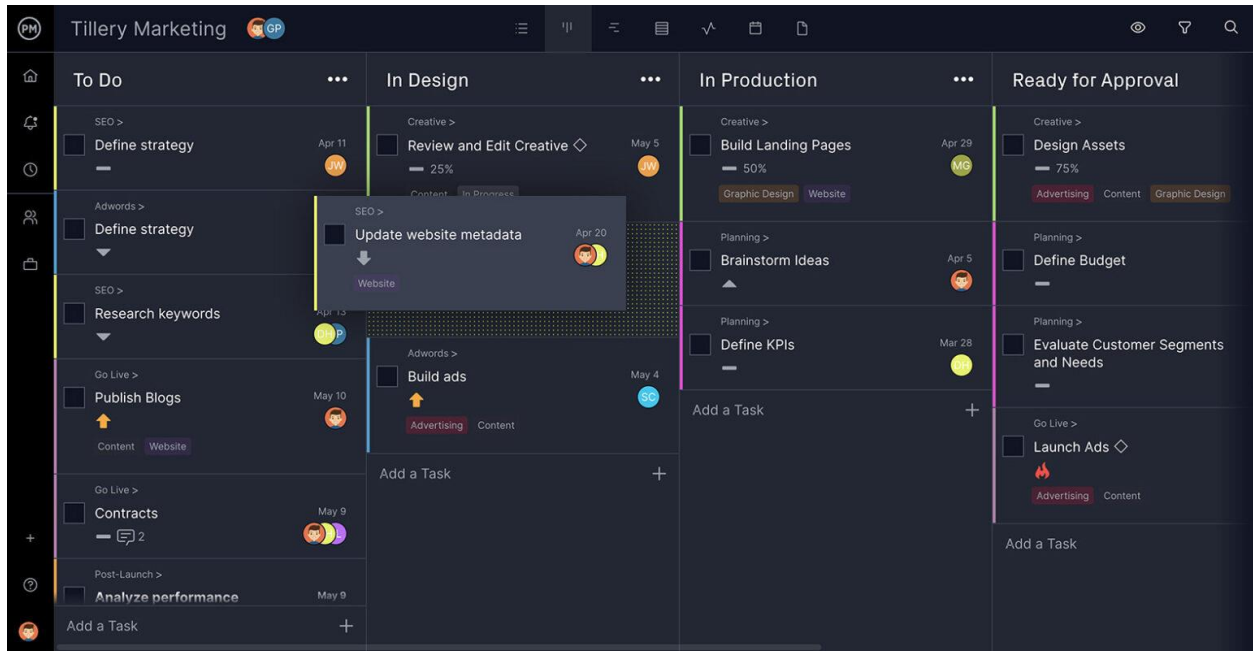 PM
Tillery Marketing
GP
To Do
SEO >
Define strategy
Apr 11
JW
Adwords >
Define strategy
SEO >
Research keywords
Apr 13
DH
P
Go Live >
Publish Blogs
May 10
Content
Website
Go Live >
Contracts
May 9
2
L
Post-Launch >
Analyze performance
May 9
Add a Task
In Design
Creative >
Review and Edit Creative
May 5
25%
JW
Content
In Progress
SEO >
Update website metadata
Apr 20
Website
Adwords >
Build ads
May 4
SC
Advertising
Content
Add a Task
In Production
Creative >
Build Landing Pages
Apr 29
50%
MG
Graphic Design
Website
Planning >
Brainstorm Ideas
Apr 5
Planning >
Define KPIs
Mar 28
DH
Add a Task
Ready for Approval
Creative >
Design Assets
75%
Advertising
Content
Graphic Design
Planning >
Define Budget
Planning >
Evaluate Customer Segments
and Needs
Go Live >
Launch Ads
Advertising
Content
Add a Task